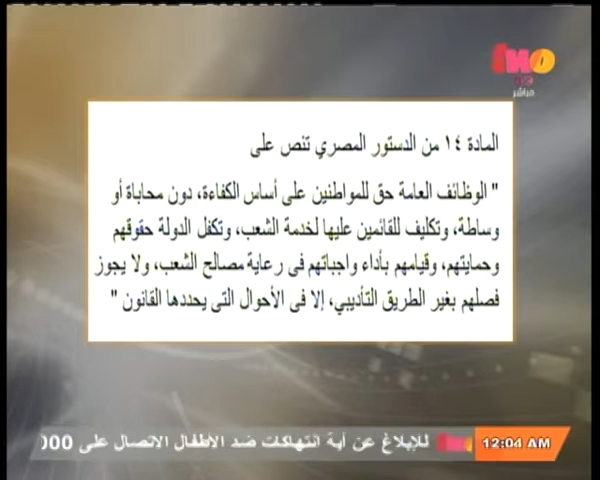 مباشر
المادة ١٤ من الدستور المصري تنص على
" الوظائف العامة حق للمواطنين على أساس الكفاءة، دون محاباة أو
وساطة، وتكليف للقائمين عليها لخدمة الشعب، وتكفل الدولة حقوقهم
وحمايتهم، وقيامهم بأداء واجباتهم فى رعاية مصالح الشعب، ولا يجوز
فصلهم بغير الطريق التأديبي، إلا فى الأحوال التى يحددها القانون "
للإبلاغ عن أية انتهاكات ضد الأطفال الاتصال على 000
12:04 AM